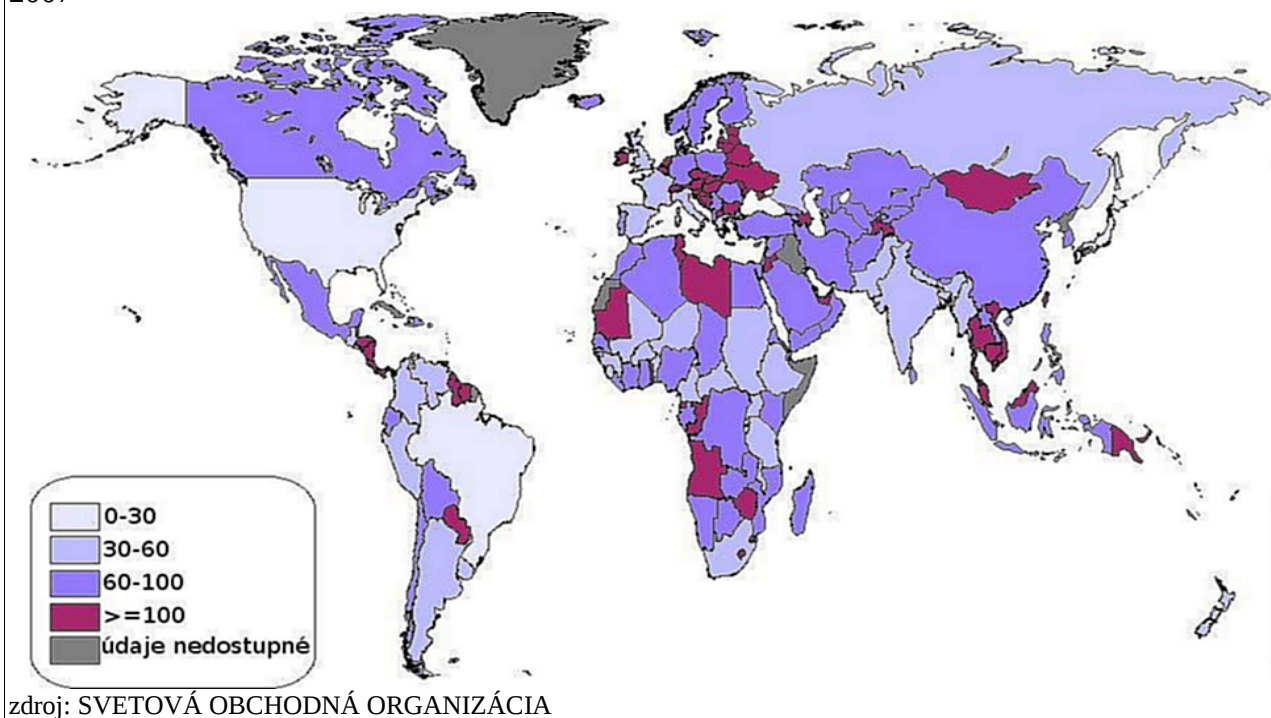 0-30
30-60
60-100
>=100
údaje nedostupné
zdroj: SVETOVÁ OBCHODNÁ ORGANIZÁCIA